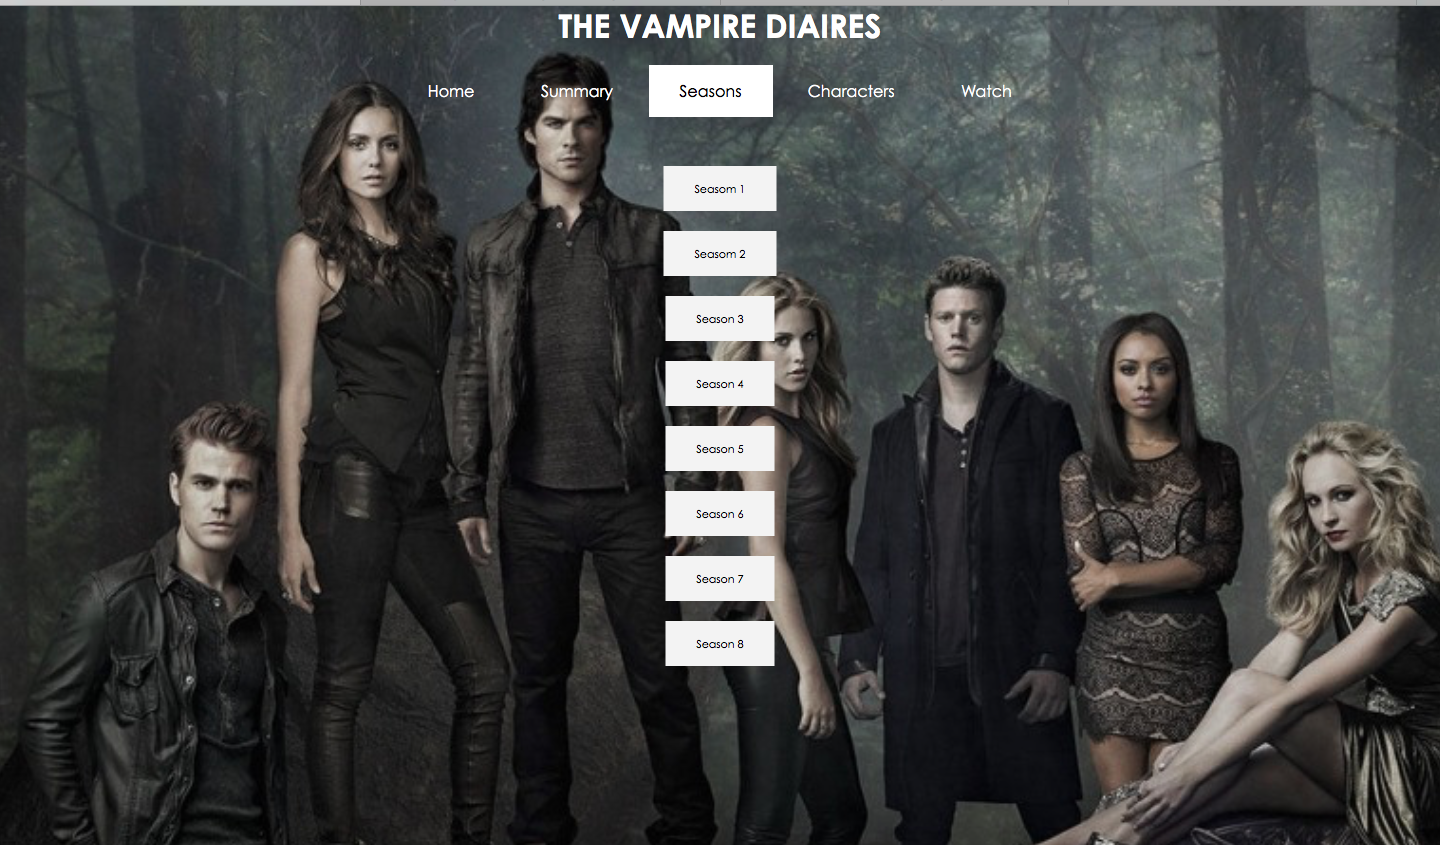 THE VAMPIRE DIAIRES
Home Summary Seasons Characters Watch
Seasom 1
Seasom 2
Season 3
Season 4
Season 5
Season 6
Season 7
Season 8